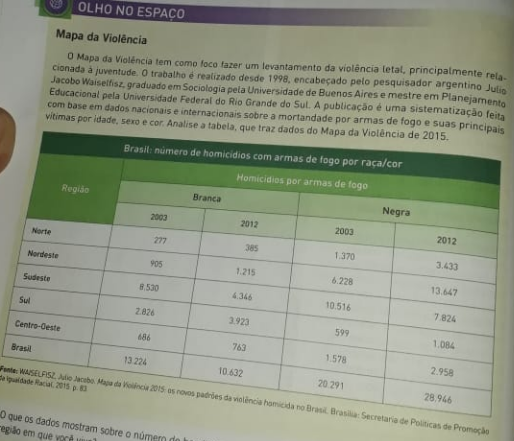 OLHO NO ESPAÇO
Mapa da Violência
O Mapa da Violência tem como foco fazer um levantamento da violência letal, principalmente rela-
cionada à juventude. O trabalho é realizado desde 1998, encabeçado pelo pesquisador argentino Julio
Jacobo Waiselfisz, graduado em Sociologia pela Universidade de Buenos Aires e mestre em Planejamento
Educacional pela Universidade Federal do Rio Grande do Sul. A publicação é uma sistematização feita
com base em dados nacionais e internacionais sobre a mortandade por armas de fogo e suas principais
vítimas por idade, sexo e cor. Analise a tabela, que traz dados do Mapa da Violência de 2015.
Brasil: número de homicídios com armas de fogo por raça/cor
Região Homicídios por armas de fogo
Branca Negra
2003 2012 2003 2012
Norte 277 385 1.370 3.433
Nordeste 905 1.215 6.228 13.647
Sudeste 8.530 4.346 10.516 7.824
Sul 2.826 3.923 599 1.084
Centro-Oeste 686 763 1.578 2.958
Brasil 13.224 10.632 20.291 28.946
Fonte: WAISELFISZ, Julio Jacobo. Mapa da Violência 2015: os novos padrões da violência homicida no Brasil. Brasília: Secretaria de Políticas de Promoção
da Igualdade Racial, 2015. p. 83.
O que os dados mostram sobre o número de
região em que você